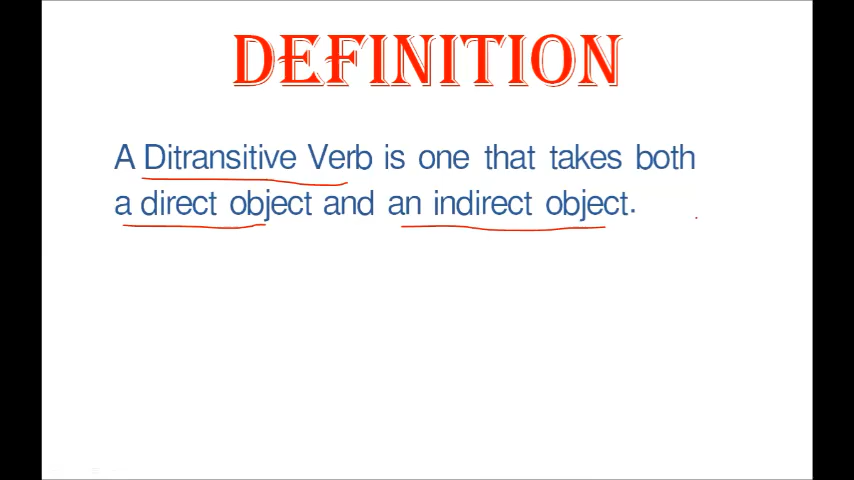 DEFINITION
A Ditransitive Verb is one that takes both
a direct object and an indirect object.